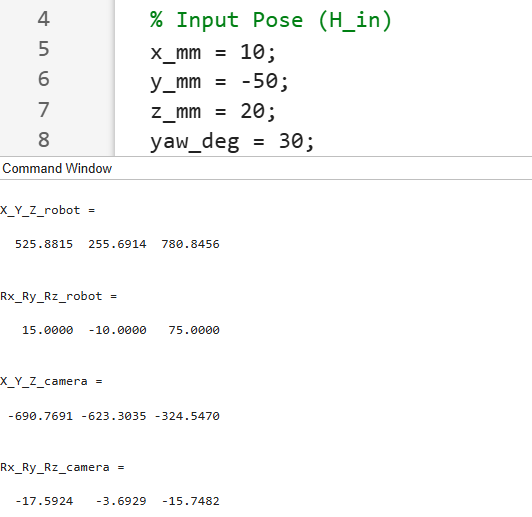 4 % Input Pose (H_in)
5 x_mm = 10;
6 y_mm = -50;
7 z_mm = 20;
8 yaw_deg = 30;
Command Window
X_Y_Z_robot =
525.8815 255.6914 780.8456
Rx_Ry_Rz_robot =
15.0000 -10.0000 75.0000
X_Y_Z_camera =
-690.7691 -623.3035 -324.5470
Rx_Ry_Rz_camera =
-17.5924 -3.6929 -15.7482